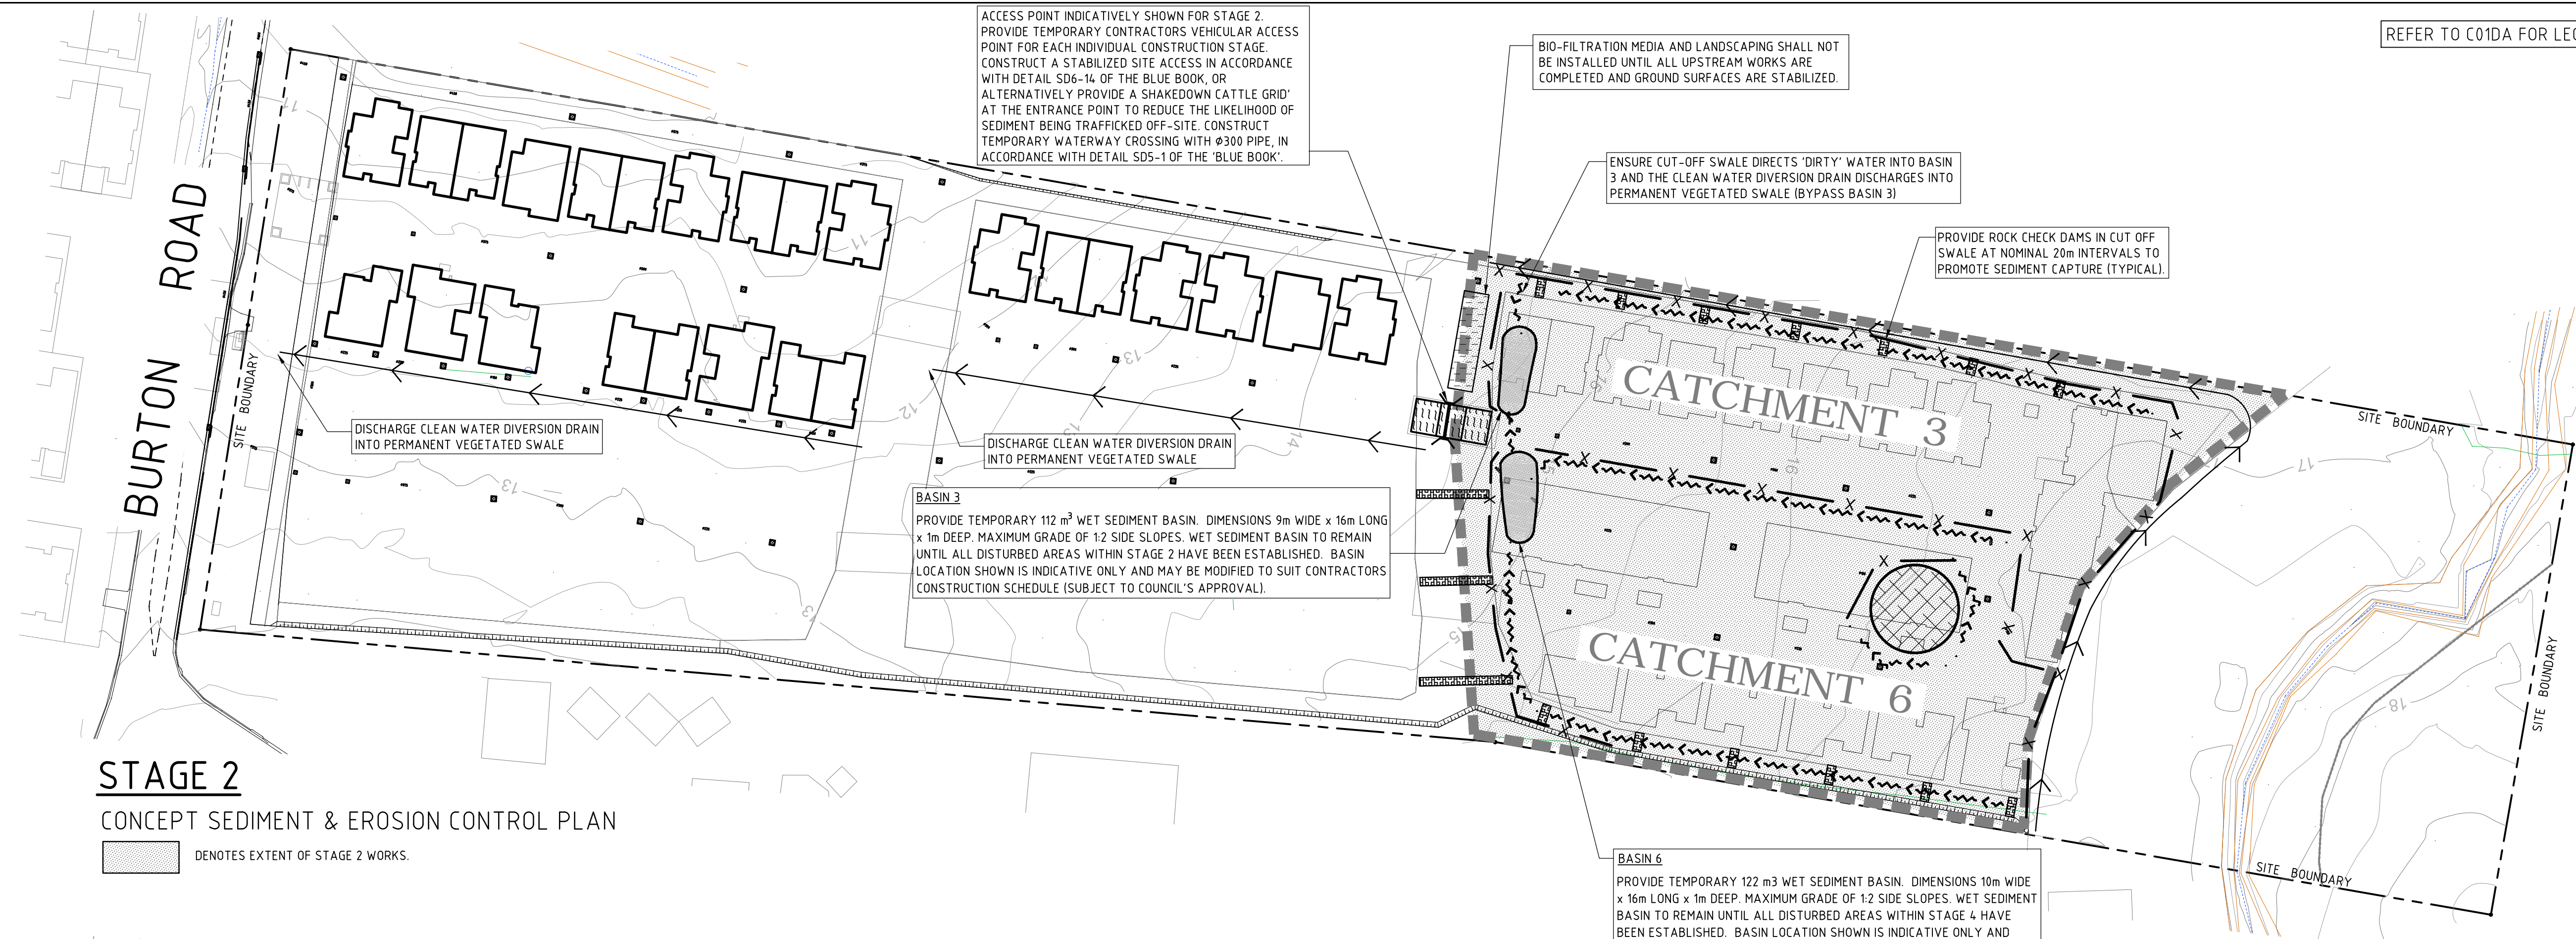 ACCESS POINT INDICATIVELY SHOWN FOR STAGE 2.
PROVIDE TEMPORARY CONTRACTORS VEHICULAR ACCESS
POINT FOR EACH INDIVIDUAL CONSTRUCTION STAGE.
CONSTRUCT A STABILIZED SITE ACCESS IN ACCORDANCE
WITH DETAIL SD6-14 OF THE BLUE BOOK, OR
ALTERNATIVELY PROVIDE A SHAKEDOWN CATTLE GRID'
AT THE ENTRANCE POINT TO REDUCE THE LIKELIHOOD OF
SEDIMENT BEING TRAFFICKED OFF-SITE. CONSTRUCT
TEMPORARY WATERWAY CROSSING WITH Ø300 PIPE, IN
ACCORDANCE WITH DETAIL SD5-1 OF THE 'BLUE BOOK'.
BIO-FILTRATION MEDIA AND LANDSCAPING SHALL NOT
BE INSTALLED UNTIL ALL UPSTREAM WORKS ARE
COMPLETED AND GROUND SURFACES ARE STABILIZED.
REFER TO C01DA FOR
ENSURE CUT-OFF SWALE DIRECTS 'DIRTY' WATER INTO BASIN
3 AND THE CLEAN WATER DIVERSION DRAIN DISCHARGES INTO
PERMANENT VEGETATED SWALE (BYPASS BASIN 3)
PROVIDE ROCK CHECK DAMS IN CUT OFF
SWALE AT NOMINAL 20m INTERVALS TO
PROMOTE SEDIMENT CAPTURE (TYPICAL).
BURTON ROAD
SITE BOUNDARY
11
11
13
13
12
13
13
14
15
15
16
17
18
DISCHARGE CLEAN WATER DIVERSION DRAIN
INTO PERMANENT VEGETATED SWALE
DISCHARGE CLEAN WATER DIVERSION DRAIN
INTO PERMANENT VEGETATED SWALE
CATCHMENT 3
CATCHMENT 6
SITE BOUNDARY
SITE BOUNDARY
SITE BOUNDARY
BASIN 3
PROVIDE TEMPORARY 112 m³ WET SEDIMENT BASIN. DIMENSIONS 9m WIDE x 16m LONG
x 1m DEEP. MAXIMUM GRADE OF 1:2 SIDE SLOPES. WET SEDIMENT BASIN TO REMAIN
UNTIL ALL DISTURBED AREAS WITHIN STAGE 2 HAVE BEEN ESTABLISHED. BASIN
LOCATION SHOWN IS INDICATIVE ONLY AND MAY BE MODIFIED TO SUIT CONTRACTORS
CONSTRUCTION SCHEDULE (SUBJECT TO COUNCIL'S APPROVAL).
STAGE 2
CONCEPT SEDIMENT & EROSION CONTROL PLAN
DENOTES EXTENT OF STAGE 2 WORKS.
BASIN 6
PROVIDE TEMPORARY 122 m3 WET SEDIMENT BASIN. DIMENSIONS 10m WIDE
x 16m LONG x 1m DEEP. MAXIMUM GRADE OF 1:2 SIDE SLOPES. WET SEDIMENT
BASIN TO REMAIN UNTIL ALL DISTURBED AREAS WITHIN STAGE 4 HAVE
BEEN ESTABLISHED. BASIN LOCATION SHOWN IS INDICATIVE ONLY AND